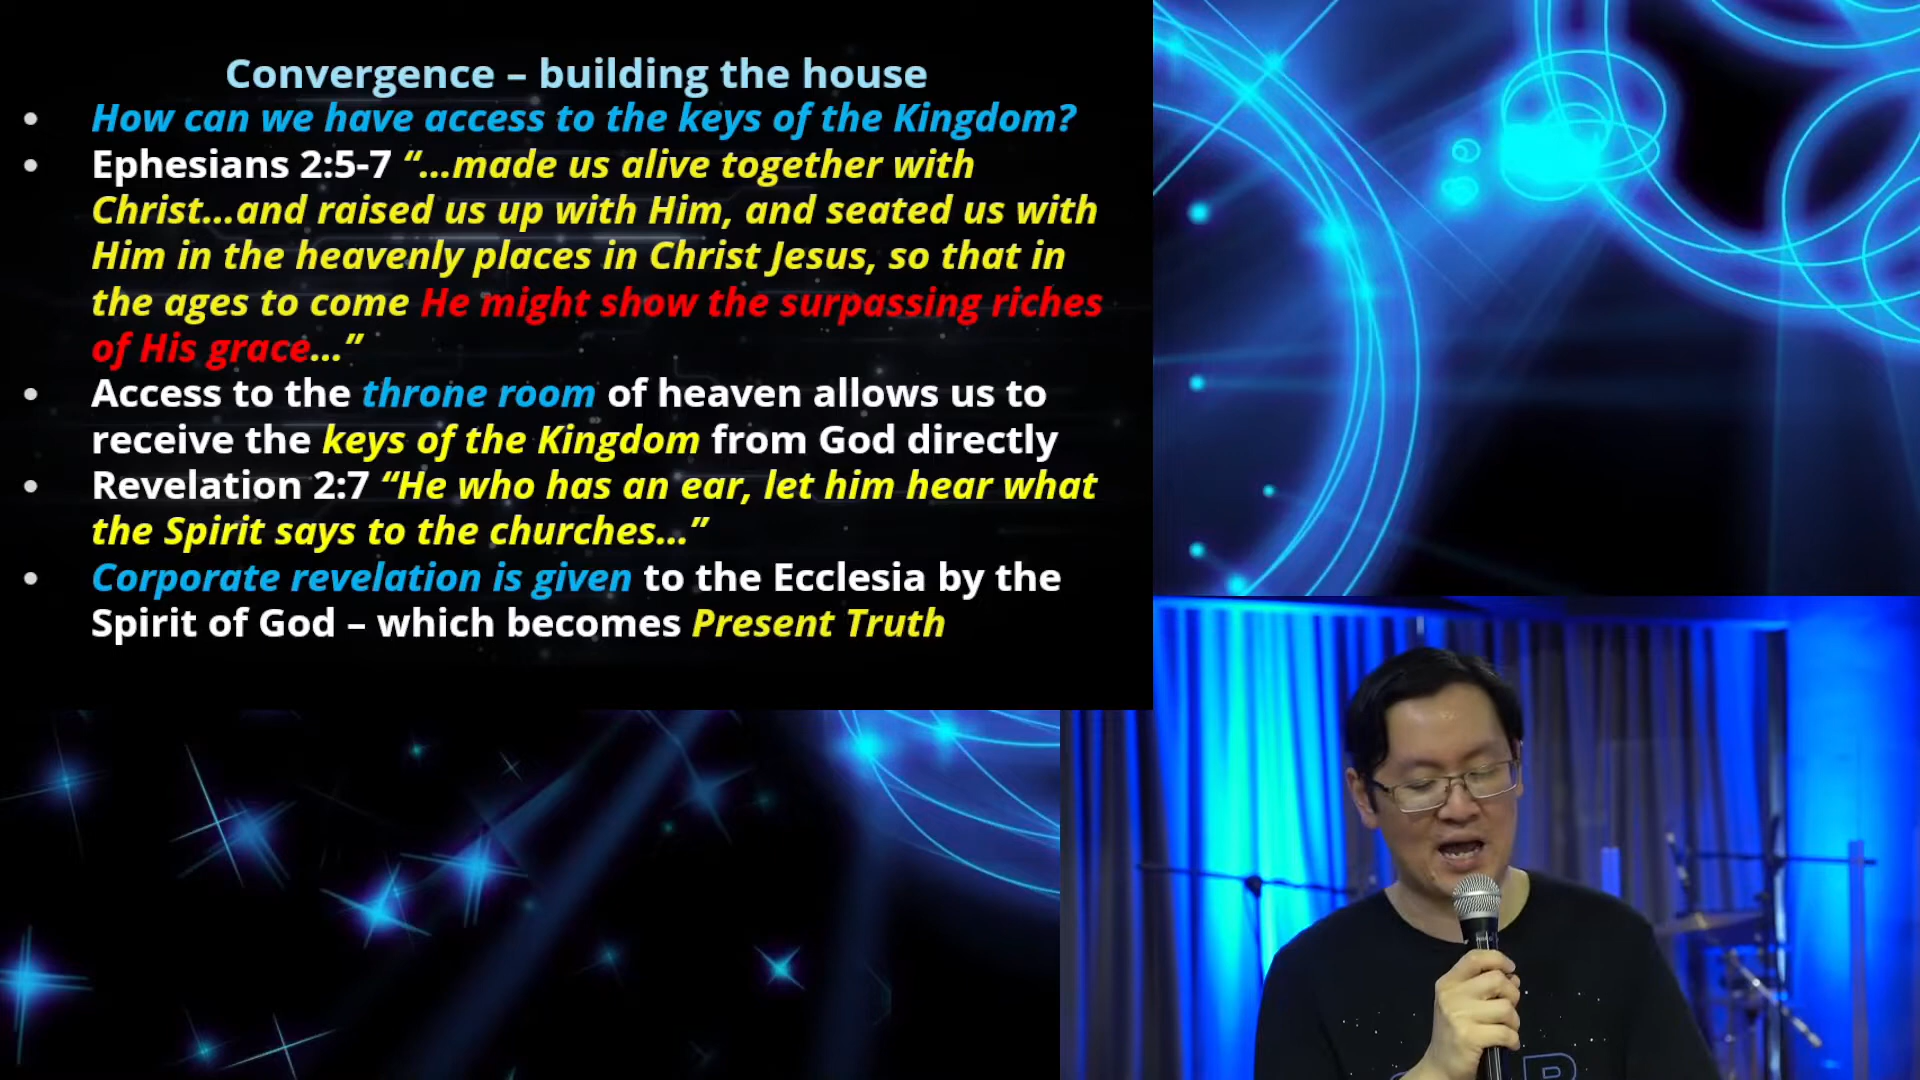 Convergence – building the house
• How can we have access to the keys of the Kingdom?
• Ephesians 2:5-7 “...made us alive together with
Christ...and raised us up with Him, and seated us with
Him in the heavenly places in Christ Jesus, so that in
the ages to come He might show the surpassing riches
of His grace...”
• Access to the throne room of heaven allows us to
receive the keys of the Kingdom from God directly
• Revelation 2:7 “He who has an ear, let him hear what
the Spirit says to the churches...”
• Corporate revelation is given to the Ecclesia by the
Spirit of God – which becomes Present Truth